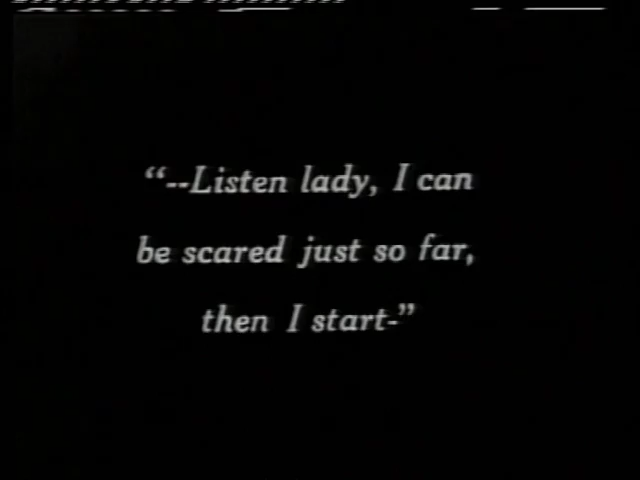 “--Listen lady, I can
be scared just so far,
then I start-”